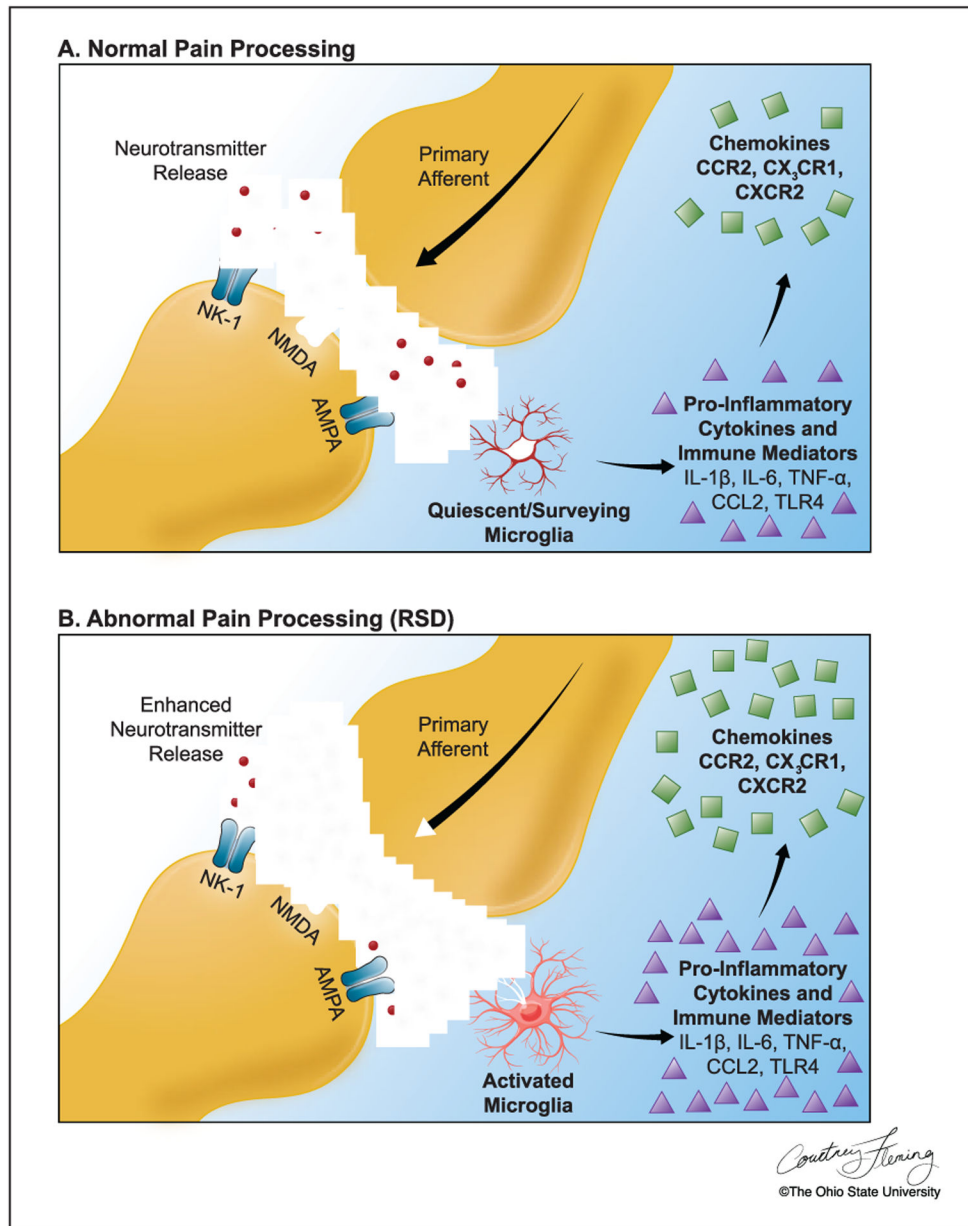 A. Normal Pain Processing
Neurotransmitter
Release
Primary
Afferent
Chemokines
CCR2, CX₃CR1,
CXCR2
NK-1
NMDA
AMPA
Pro-Inflammatory
Cytokines and
Immune Mediators
IL-1β, IL-6, TNF-α,
CCL2, TLR4
Quiescent/Surveying
Microglia
B. Abnormal Pain Processing (RSD)
Enhanced
Neurotransmitter
Release
Primary
Afferent
Chemokines
CCR2, CX₃CR1,
CXCR2
NK-1
NMDA
AMPA
Pro-Inflammatory
Cytokines and
Immune Mediators
IL-1β, IL-6, TNF-α,
CCL2, TLR4
Activated
Microglia
Courtney Fleming
©The Ohio State University